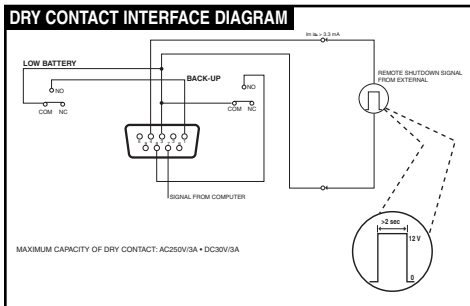 DRY CONTACT INTERFACE DIAGRAM
LOW BATTERY
BACK-UP
NO
COM NC
NO
COM NC
> 3.3 mA
REMOTE SHUTDOWN SIGNAL
FROM EXTERNAL
SIGNAL FROM COMPUTER
>2 sec
12 V
0
MAXIMUM CAPACITY OF DRY CONTACT: AC250V/3A • DC30V/3A